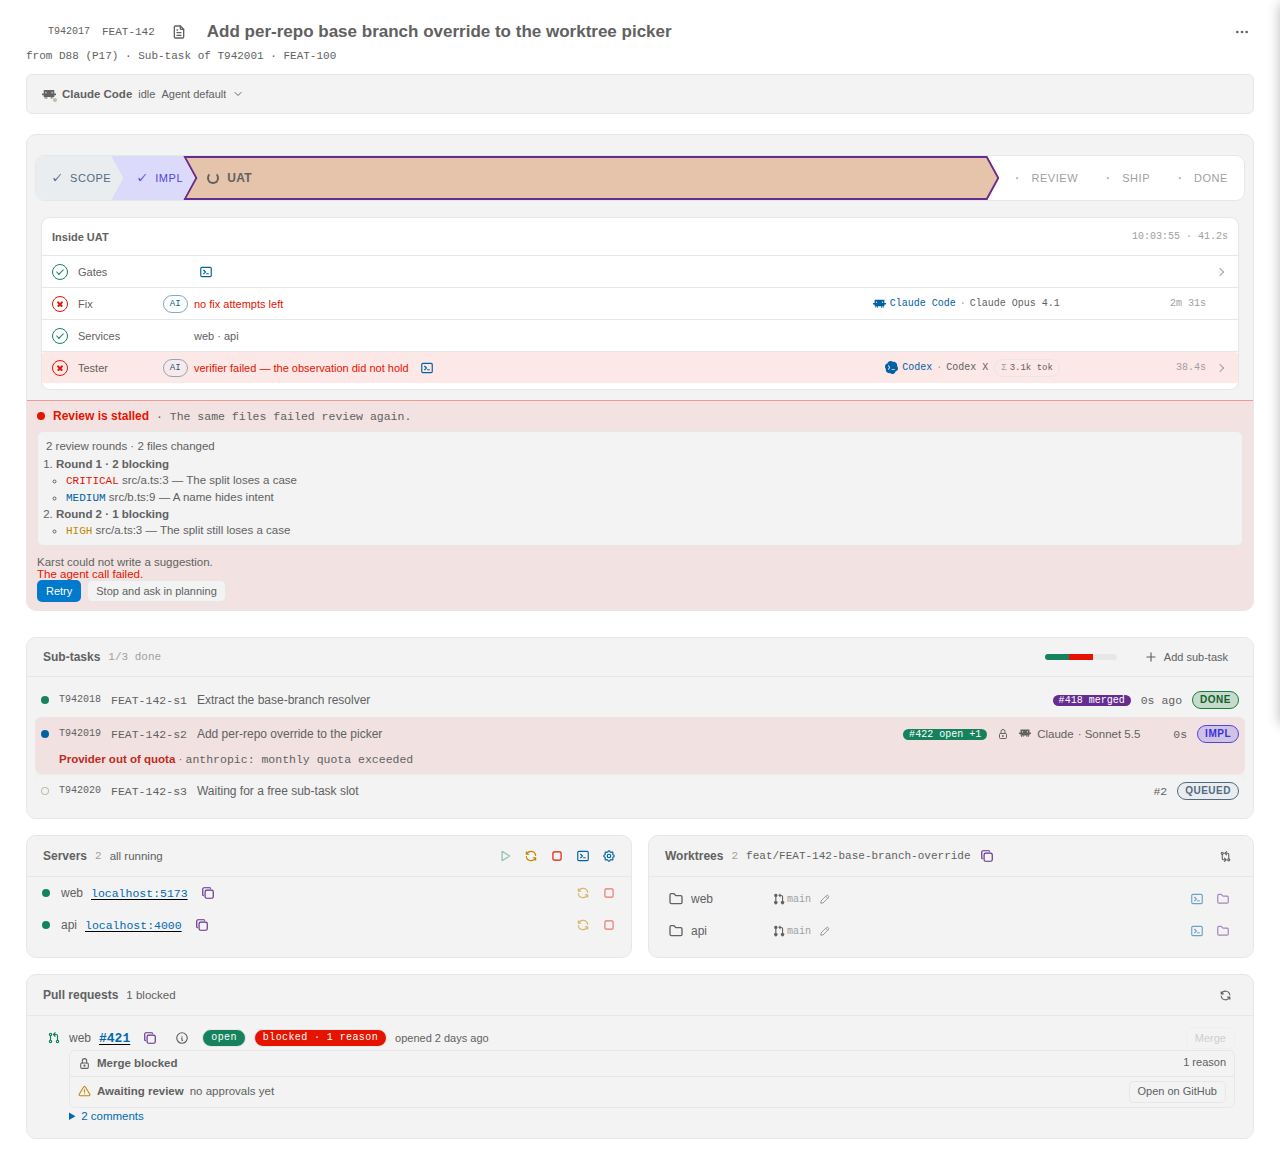 T942017 FEAT-142 Add per-repo base branch override to the worktree picker
from D88 (P17) · Sub-task of T942001 · FEAT-100
Claude Code idle Agent default
SCOPE IMPL UAT REVIEW SHIP DONE
Inside UAT 10:03:55 · 41.2s
Gates
Fix AI no fix attempts left Claude Code · Claude Opus 4.1 2m 31s
Services web · api
Tester AI verifier failed — the observation did not hold Codex · Codex X Σ 3.1k tok 38.4s
Review is stalled · The same files failed review again.
2 review rounds · 2 files changed
1. Round 1 · 2 blocking
CRITICAL src/a.ts:3 — The split loses a case
MEDIUM src/b.ts:9 — A name hides intent
2. Round 2 · 1 blocking
HIGH src/a.ts:3 — The split still loses a case
Karst could not write a suggestion.
The agent call failed.
Retry Stop and ask in planning
Sub-tasks 1/3 done Add sub-task
T942018 FEAT-142-s1 Extract the base-branch resolver #418 merged 0s ago DONE
T942019 FEAT-142-s2 Add per-repo override to the picker #422 open +1 Claude · Sonnet 5.5 0s IMPL
Provider out of quota · anthropic: monthly quota exceeded
T942020 FEAT-142-s3 Waiting for a free sub-task slot #2 QUEUED
Servers 2 all running
web localhost:5173
api localhost:4000
Worktrees 2 feat/FEAT-142-base-branch-override
web main
api main
Pull requests 1 blocked
web #421 open blocked · 1 reason opened 2 days ago Merge
Merge blocked 1 reason
Awaiting review no approvals yet Open on GitHub
2 comments